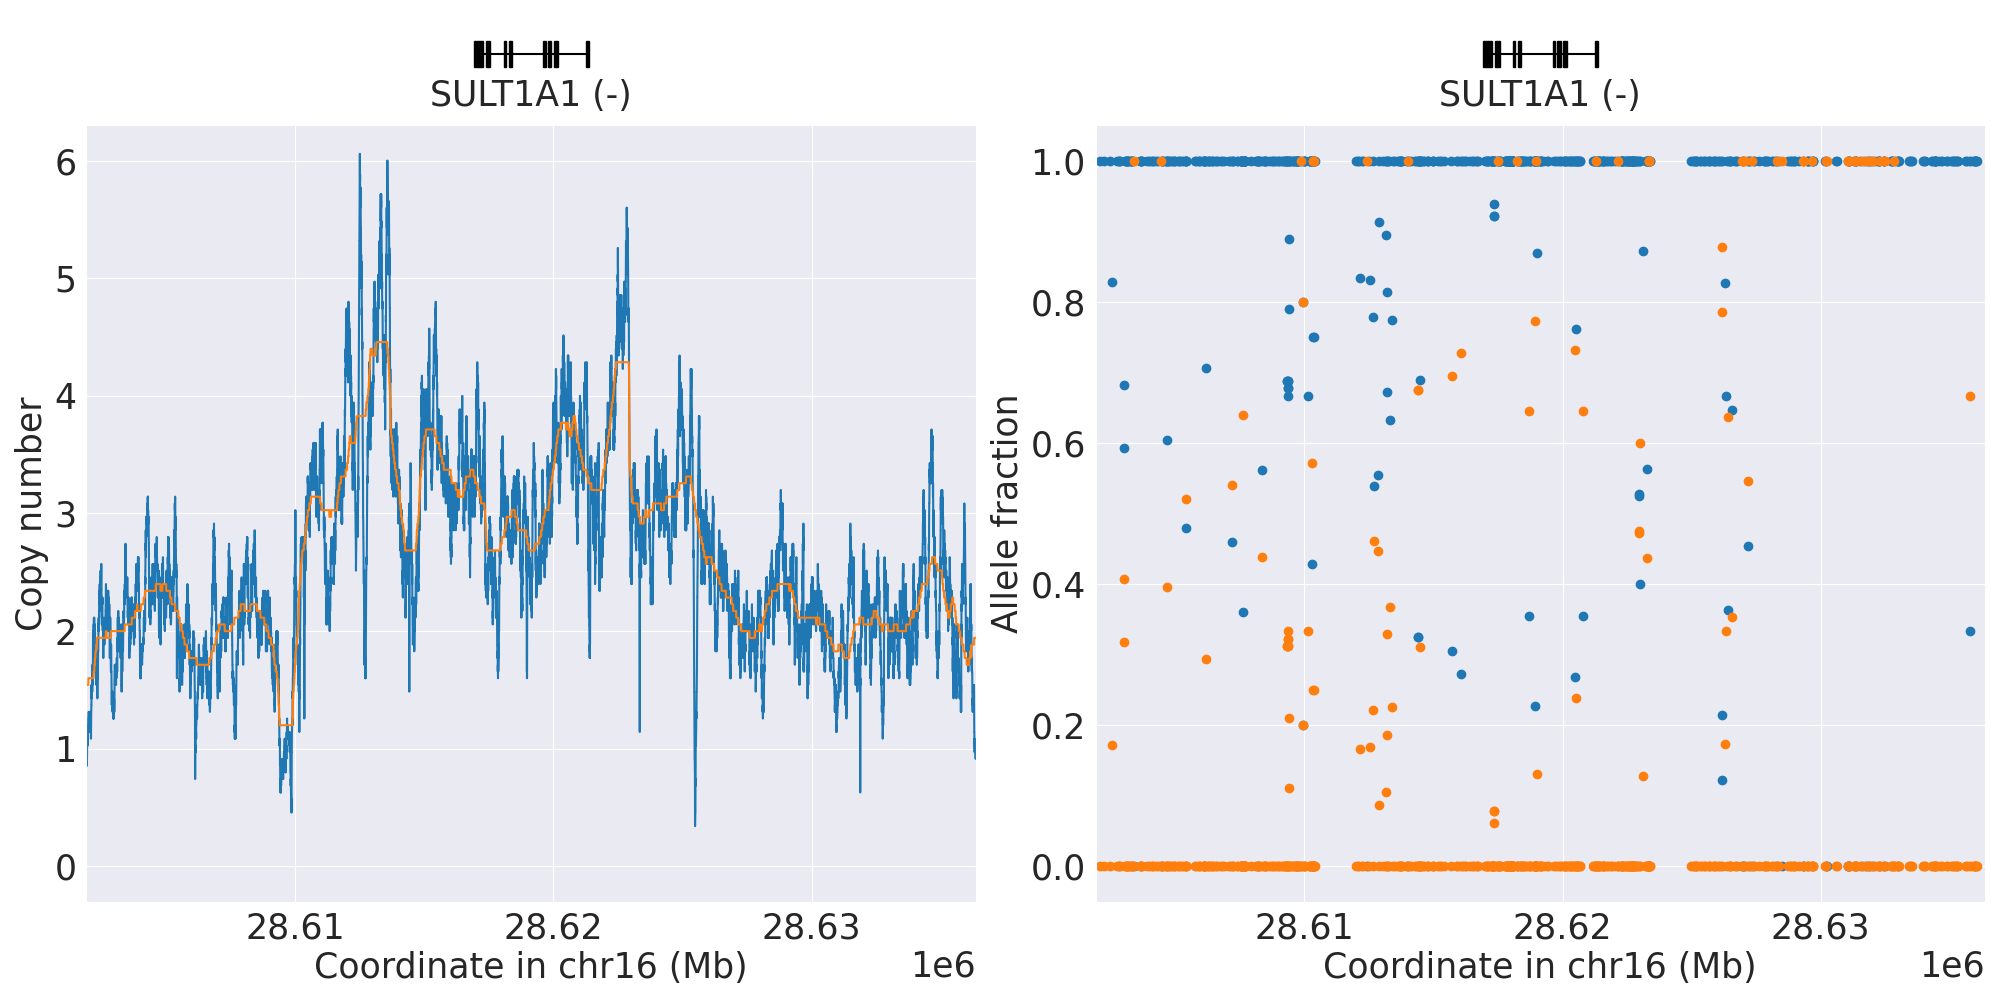 SULT1A1 (-)
6
5
4
3
2
1
0
Copy number
28.61
28.62
28.63
Coordinate in chr16 (Mb)
1e6
SULT1A1 (-)
1.0
0.8
0.6
0.4
0.2
0.0
Allele fraction
28.61
28.62
28.63
Coordinate in chr16 (Mb)
1e6